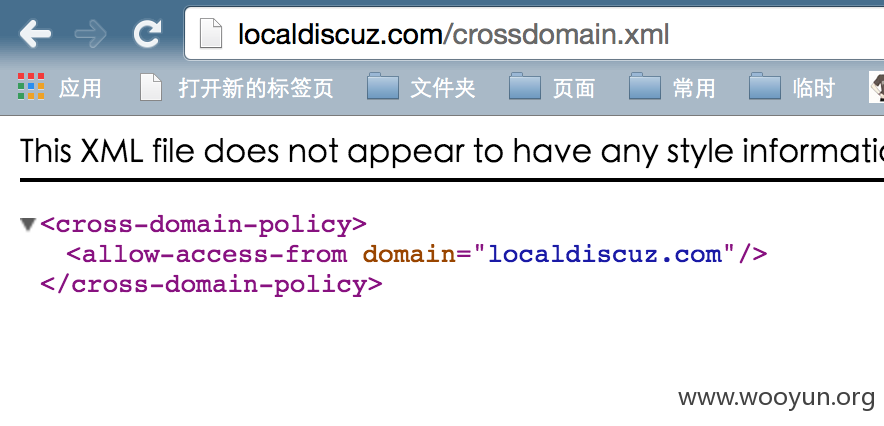 localdiscuz.com/crossdomain.xml
应用 打开新的标签页 文件夹 页面 常用 临时
This XML file does not appear to have any style
<cross-domain-policy>
<allow-access-from domain="localdiscuz.com"/>
</cross-domain-policy>
www.wooyun.org